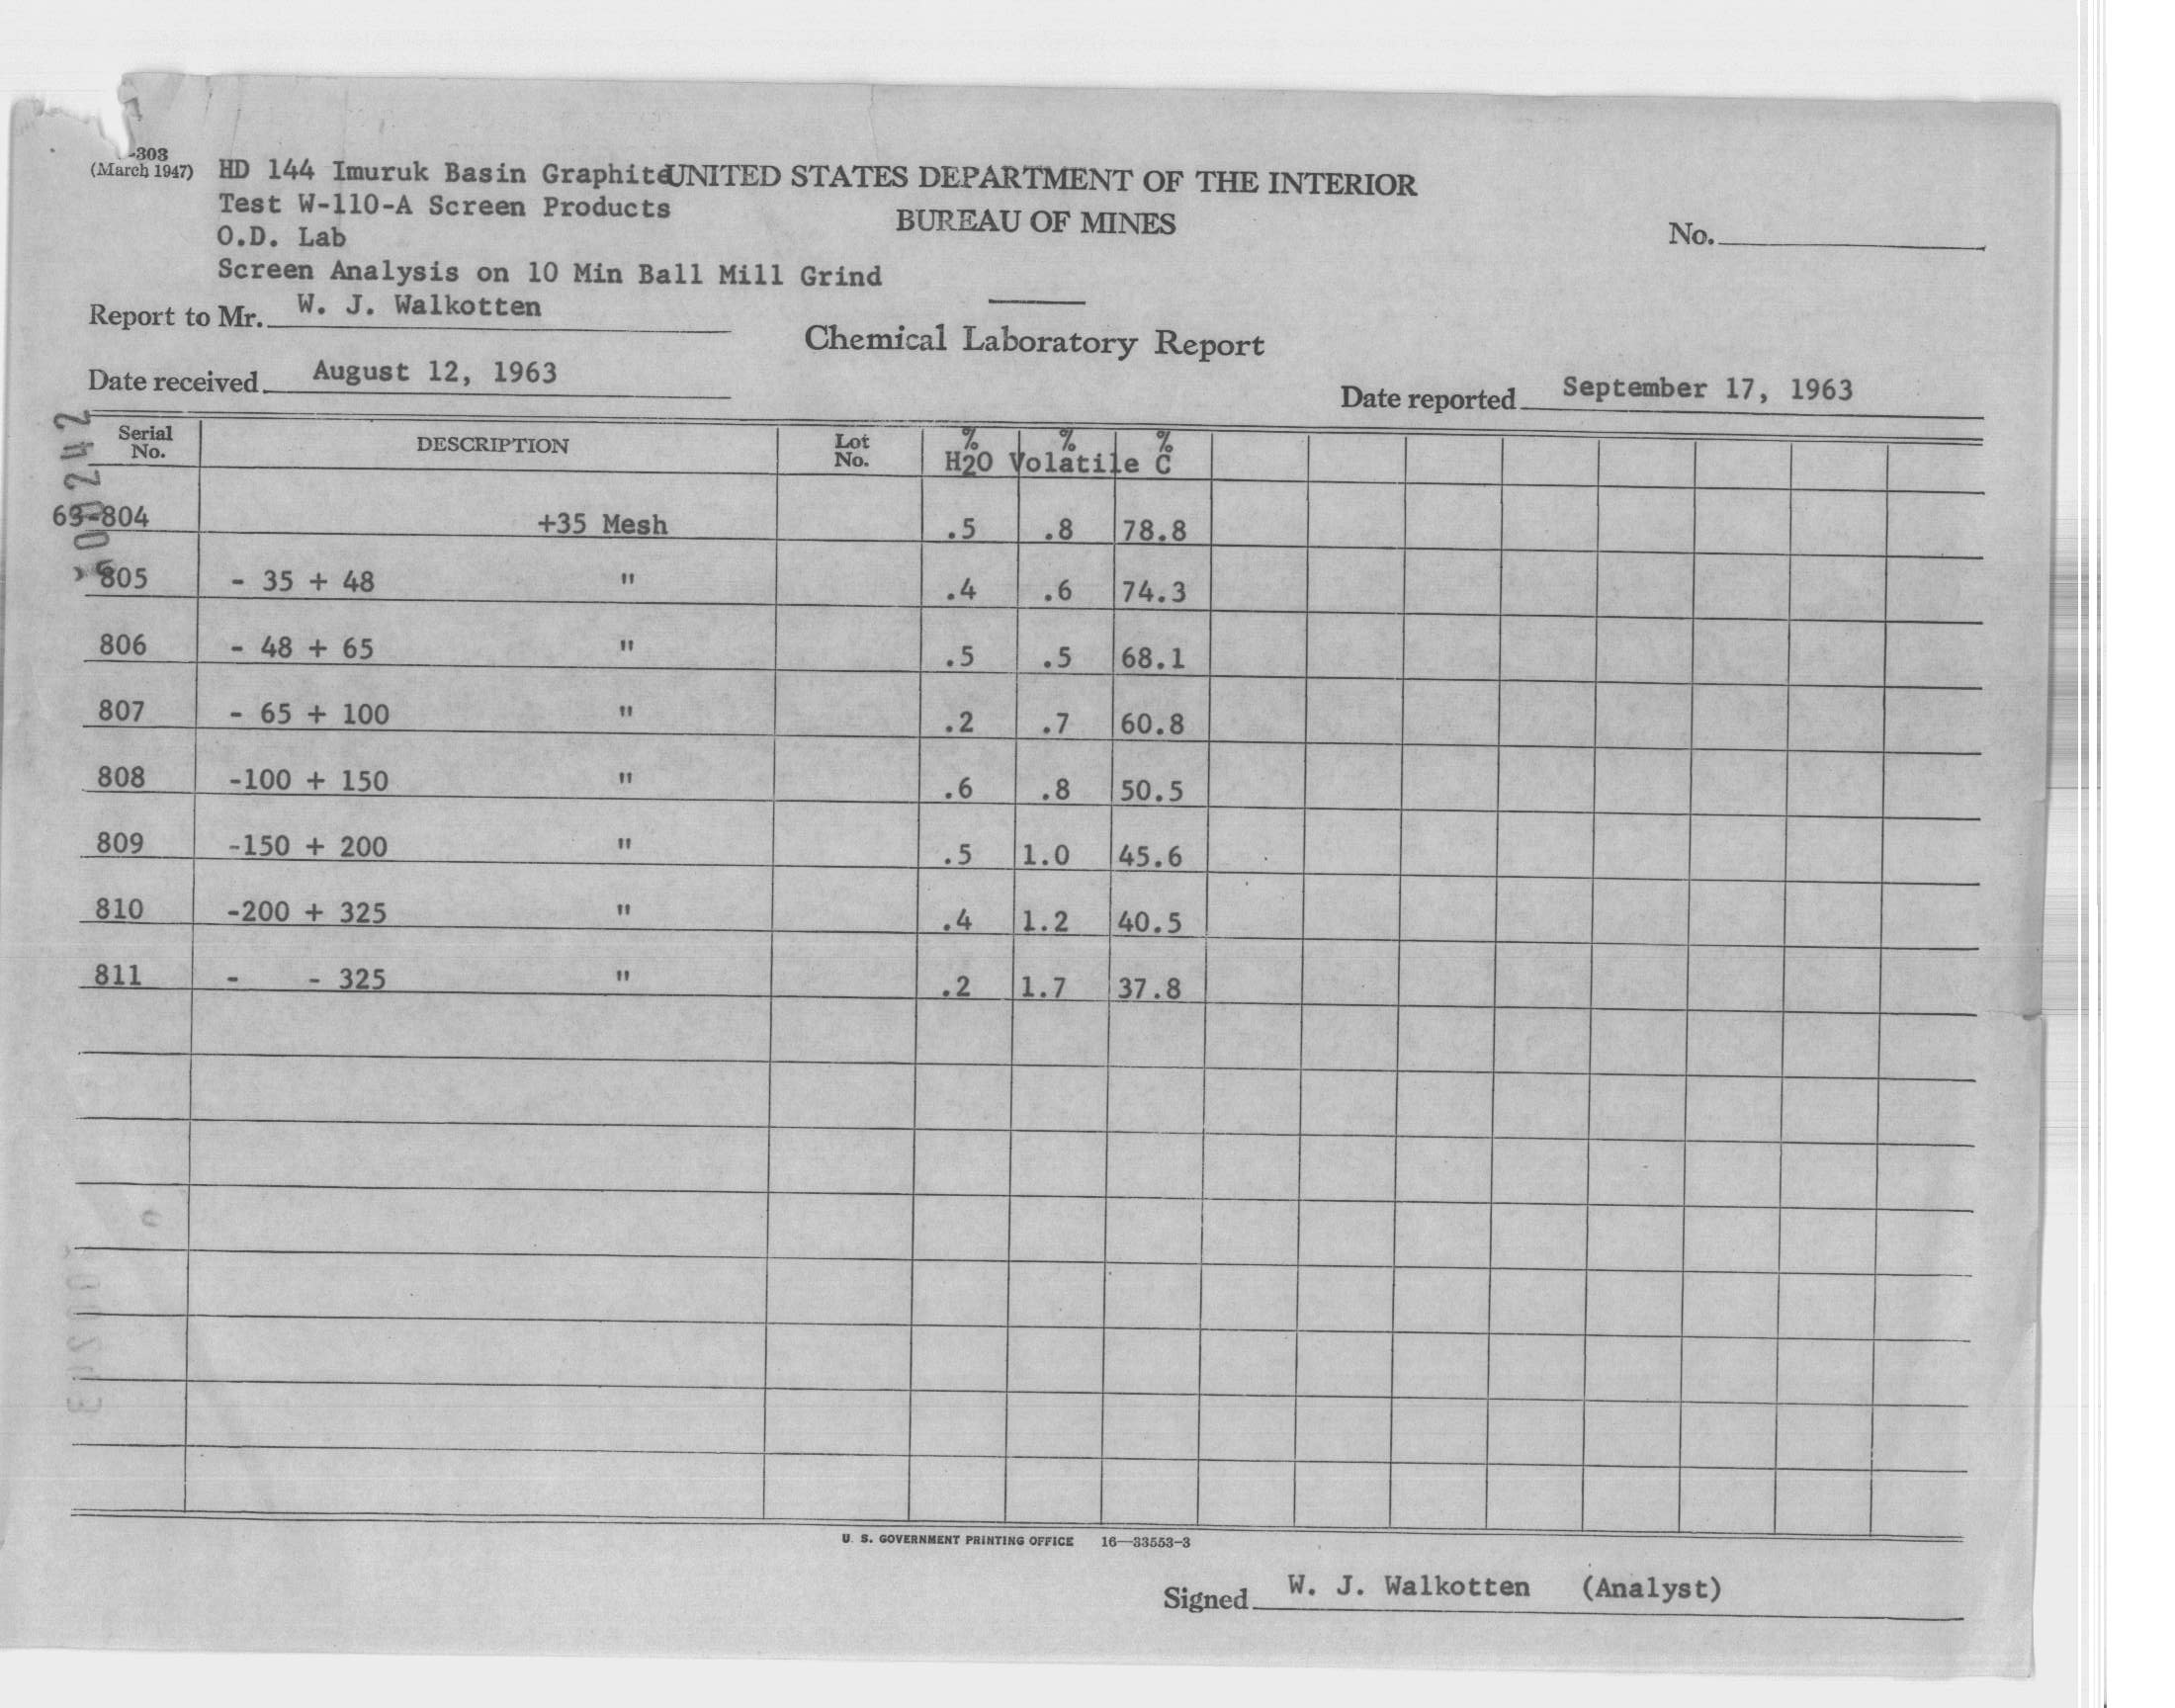 -303
(March 1947)
HD 144 Imuruk Basin Graphite UNITED STATES DEPARTMENT OF THE INTERIOR
Test W-110-A Screen Products
BUREAU OF MINES
O.D. Lab
No.
Screen Analysis on 10 Min Ball Mill Grind
Report to Mr. W. J. Walkotten
Chemical Laboratory Report
Date received August 12, 1963
Date reported September 17, 1963
Serial No. DESCRIPTION Lot No. % H2O % Volatile % C
63-804 +35 Mesh .5 .8 78.8
805 - 35 + 48 " .4 .6 74.3
806 - 48 + 65 " .5 .5 68.1
807 - 65 + 100 " .2 .7 60.8
808 -100 + 150 " .6 .8 50.5
809 -150 + 200 " .5 1.0 45.6
810 -200 + 325 " .4 1.2 40.5
811 - - 325 " .2 1.7 37.8
U. S. GOVERNMENT PRINTING OFFICE 16—33553-3
Signed W. J. Walkotten (Analyst)